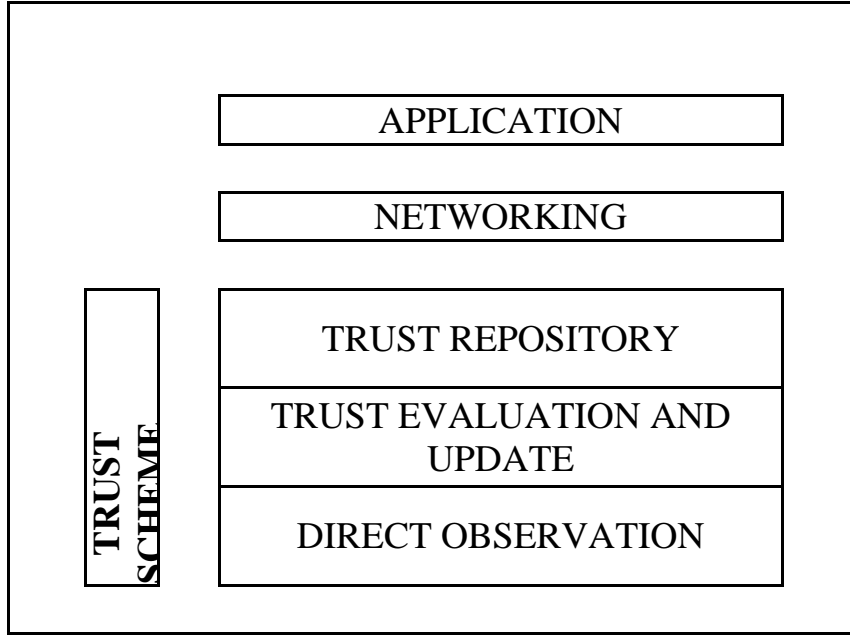 APPLICATION
NETWORKING
TRUST REPOSITORY
TRUST EVALUATION AND
UPDATE
DIRECT OBSERVATION
TRUST
SCHEME